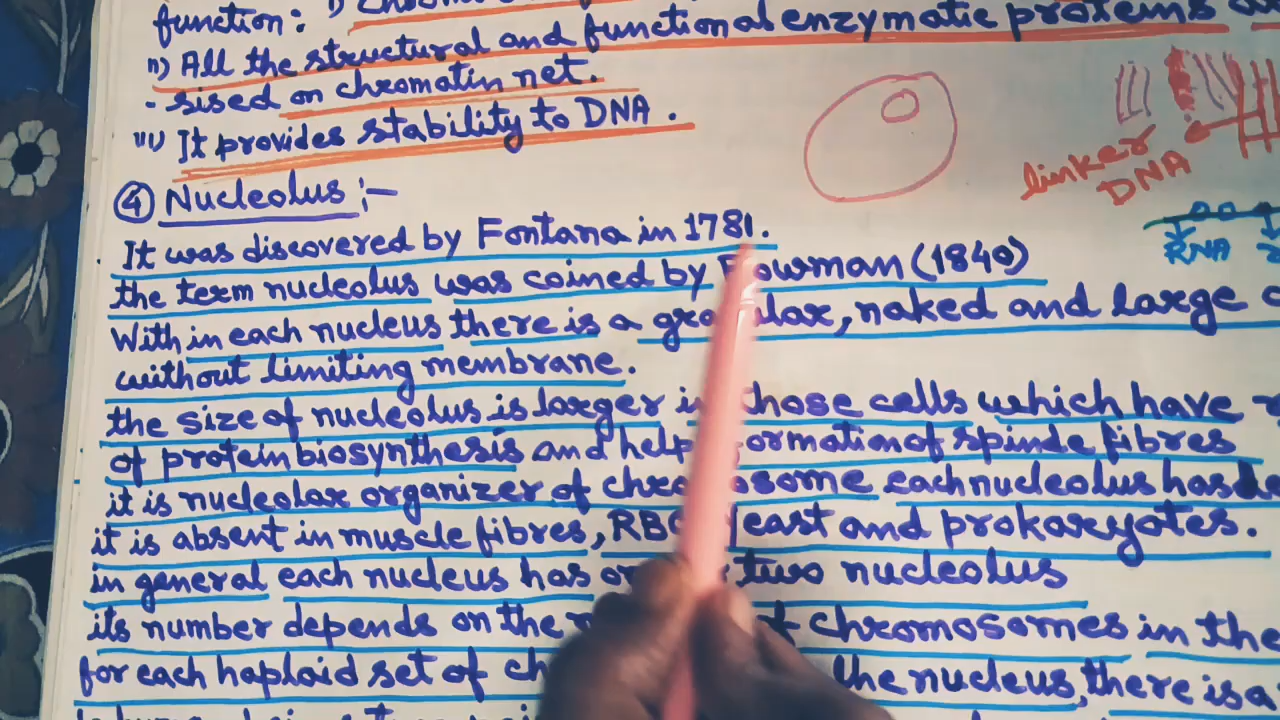 function: i)
ii) All the structural and functional enzymatic proteins
- sised on chromatin net.
iii) It provides stability to DNA.
linker
DNA
RNA
④ Nucleolus :-
It was discovered by Fontana in 1781.
the term nucleolus was coined by Bowman (1840)
With in each nucleus there is a granular, naked and large
without limiting membrane.
the size of nucleolus is larger in those cells which have
of protein biosynthesis and help formation of spinde fibres
it is nucleolar organizer of chromosome each nucleolus has
it is absent in muscle fibres, RBC, yeast and prokaryotes.
in general each nucleus has or two nucleolus
its number depends on the of chromosomes in the
for each haploid set of the nucleus, there is a